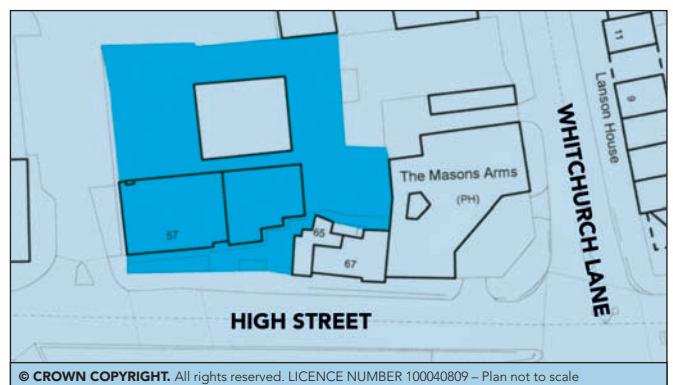 11
Lanson House
9
WHITCHURCH LANE
The Masons Arms
(PH)
57
65
67
HIGH STREET
© CROWN COPYRIGHT. All rights reserved. LICENCE NUMBER 100040809 – Plan not to scale